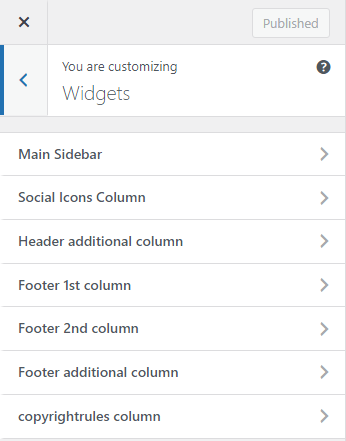 Published
You are customizing
Widgets
Main Sidebar
Social Icons Column
Header additional column
Footer 1st column
Footer 2nd column
Footer additional column
copyrightrules column